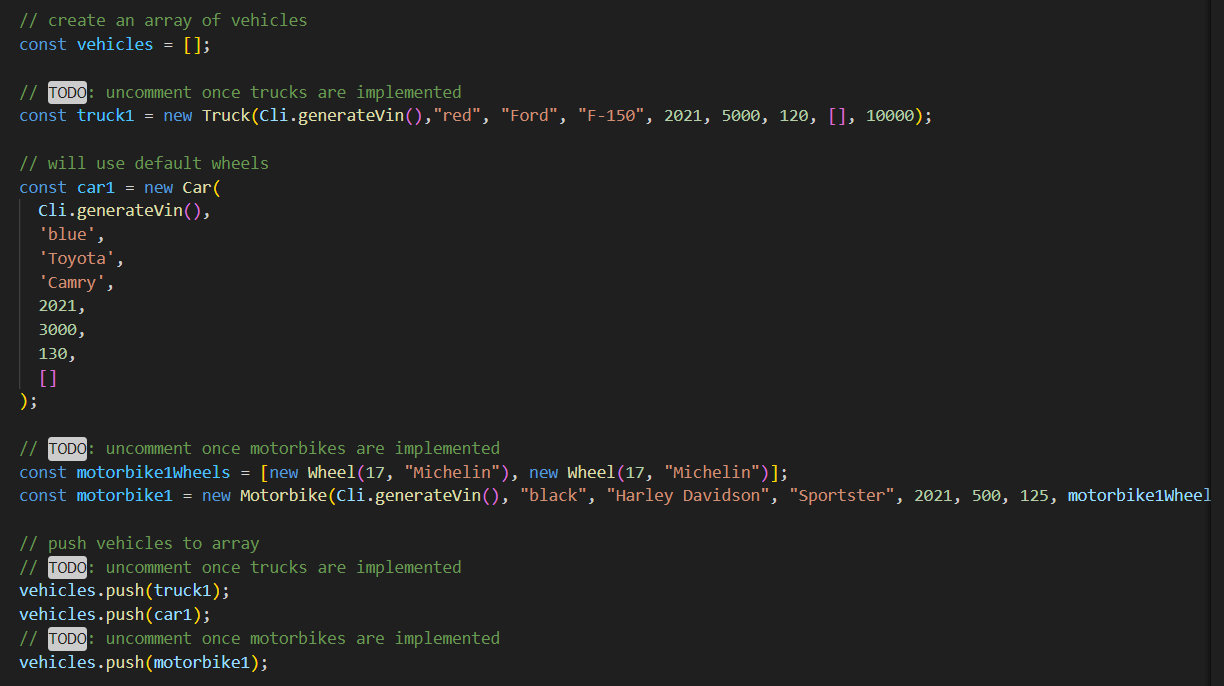 // create an array of vehicles
const vehicles = [];
// TODO: uncomment once trucks are implemented
const truck1 = new Truck(Cli.generateVin(),"red", "Ford", "F-150", 2021, 5000, 120, [], 10000);
// will use default wheels
const car1 = new Car(
Cli.generateVin(),
'blue',
'Toyota',
'Camry',
2021,
3000,
130,
[]
);
// TODO: uncomment once motorbikes are implemented
const motorbike1Wheels = [new Wheel(17, "Michelin"), new Wheel(17, "Michelin")];
const motorbike1 = new Motorbike(Cli.generateVin(), "black", "Harley Davidson", "Sportster", 2021, 500, 125, motorbike1Wheel
// push vehicles to array
// TODO: uncomment once trucks are implemented
vehicles.push(truck1);
vehicles.push(car1);
// TODO: uncomment once motorbikes are implemented
vehicles.push(motorbike1);